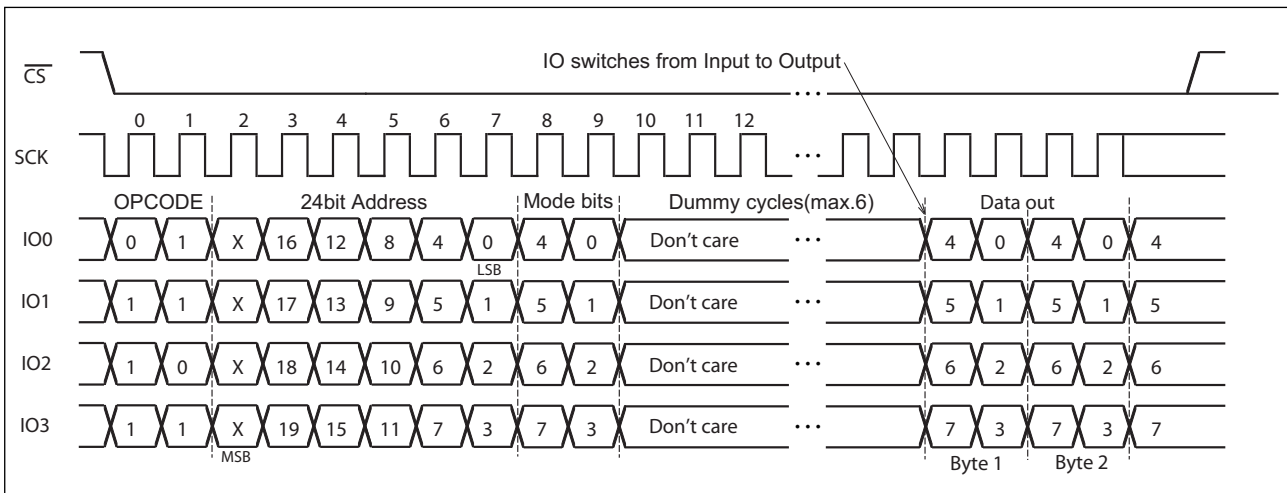 IO switches from Input to Output
CS
0 1 2 3 4 5 6 7 8 9 10 11 12
SCK
OPCODE 24bit Address Mode bits Dummy cycles(max.6) Data out
IO0 0 1 X 16 12 8 4 0 4 0 Don't care 4 0 4 0 4
LSB
IO1 1 1 X 17 13 9 5 1 5 1 Don't care 5 1 5 1 5
IO2 1 0 X 18 14 10 6 2 6 2 Don't care 6 2 6 2 6
IO3 1 1 X 19 15 11 7 3 7 3 Don't care 7 3 7 3 7
MSB
Byte 1 Byte 2